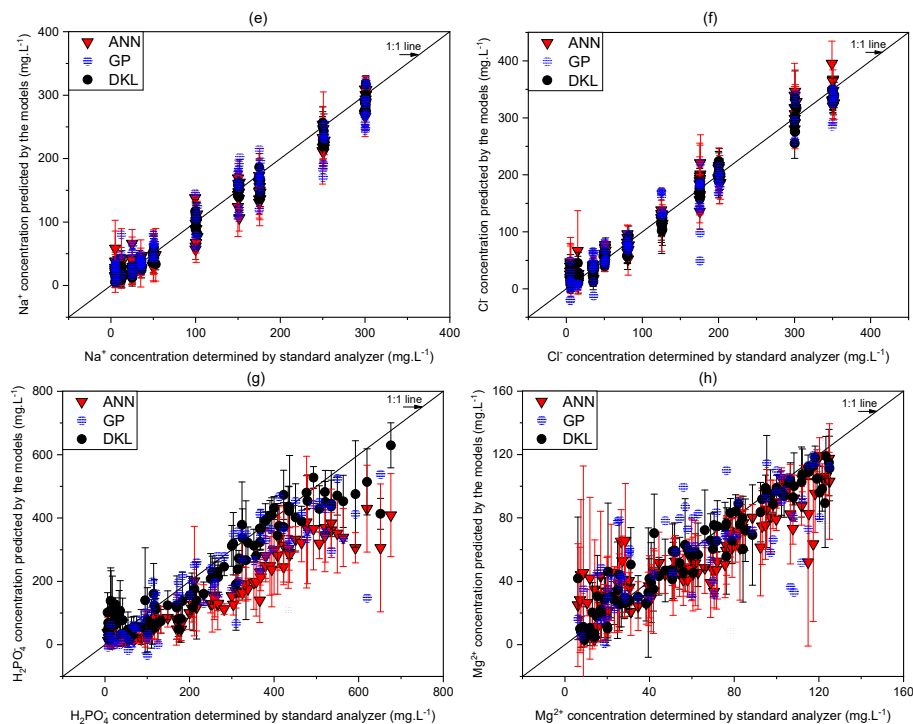 (e)
400
300
200
100
0
Na⁺ concentration predicted by the models (mg.L⁻¹)
ANN
GP
DKL
1:1 line
0 100 200 300 400
Na⁺ concentration determined by standard analyzer (mg.L⁻¹)
(f)
400
300
200
100
0
Cl⁻ concentration predicted by the models (mg.L⁻¹)
ANN
GP
DKL
1:1 line
0 100 200 300 400
Cl⁻ concentration determined by standard analyzer (mg.L⁻¹)
(g)
800
600
400
200
0
H₂PO₄⁻ concentration predicted by the models (mg.L⁻¹)
ANN
GP
DKL
1:1 line
0 200 400 600 800
H₂PO₄⁻ concentration determined by standard analyzer (mg.L⁻¹)
(h)
160
120
80
40
0
Mg²⁺ concentration predicted by the models (mg.L⁻¹)
ANN
GP
DKL
1:1 line
0 40 80 120 160
Mg²⁺ concentration determined by standard analyzer (mg.L⁻¹)